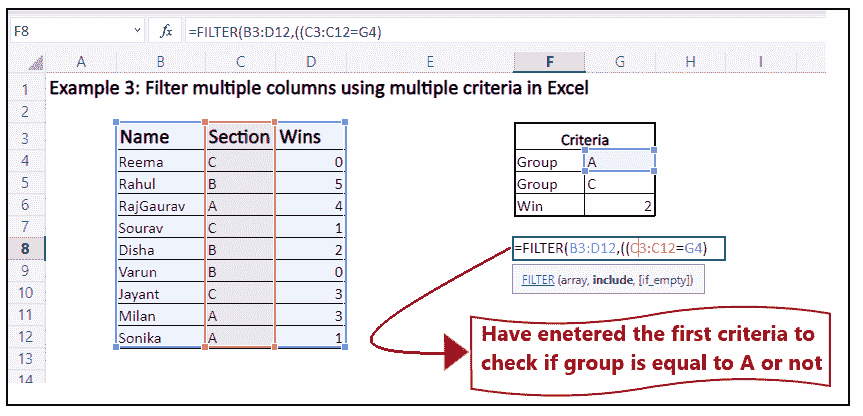 F8 fx =FILTER(B3:D12,((C3:C12=G4)
A B C D E F G H I
1 Example 3: Filter multiple columns using multiple criteria in Excel
2
3 Name Section Wins Criteria
4 Reema C 0 Group A
5 Rahul B 5 Group C
6 RajGaurav A 4 Win 2
7 Sourav C 1
8 Disha B 2 =FILTER(B3:D12,((C3:C12=G4)
9 Varun B 0 FILTER (array, include, [if_empty])
10 Jayant C 3
11 Milan A 3 Have enetered the first criteria to
12 Sonika A 1 check if group is equal to A or not
13
14